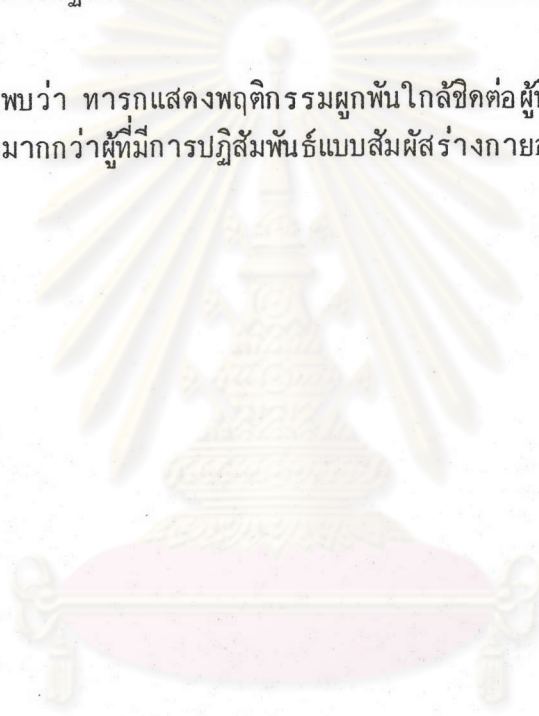 พบว่า ทารกแสดงพฤติกรรมผูกพันใกล้ชิดต่อ
มากกว่าผู้ที่มีการปฏิสัมพันธ์แบบสัมผัสร่างกาย